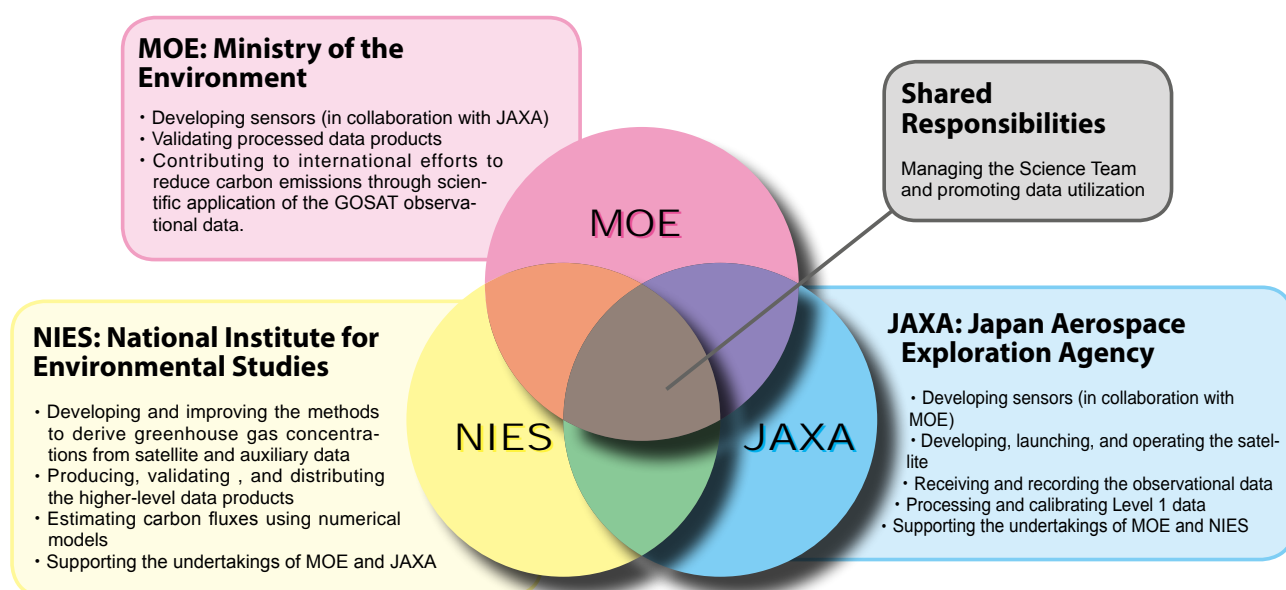 MOE: Ministry of the
Environment
・Developing sensors (in collaboration with JAXA)
・Validating processed data products
・Contributing to international efforts to
reduce carbon emissions through scien-
tific application of the GOSAT observa-
tional data.
Shared
Responsibilities
Managing the Science Team
and promoting data utilization
MOE
NIES: National Institute for
Environmental Studies
・Developing and improving the methods
to derive greenhouse gas concentra-
tions from satellite and auxiliary data
・Producing, validating , and distributing
the higher-level data products
・Estimating carbon fluxes using numerical
models
・Supporting the undertakings of MOE and JAXA
NIES
JAXA
JAXA: Japan Aerospace
Exploration Agency
・Developing sensors (in collaboration with
MOE)
・Developing, launching, and operating the satel-
lite
・Receiving and recording the observational data
・Processing and calibrating Level 1 data
・Supporting the undertakings of MOE and NIES